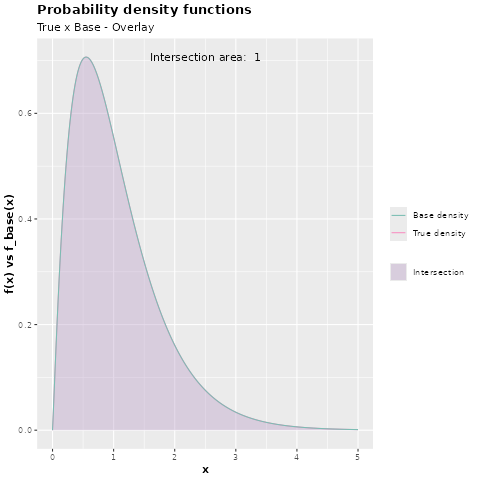 Probability density functions
True x Base - Overlay
Intersection area:  1
f(x) vs f_base(x)
0.6
0.4
0.2
0.0
0 1 2 3 4 5
x
Base density
True density
Intersection